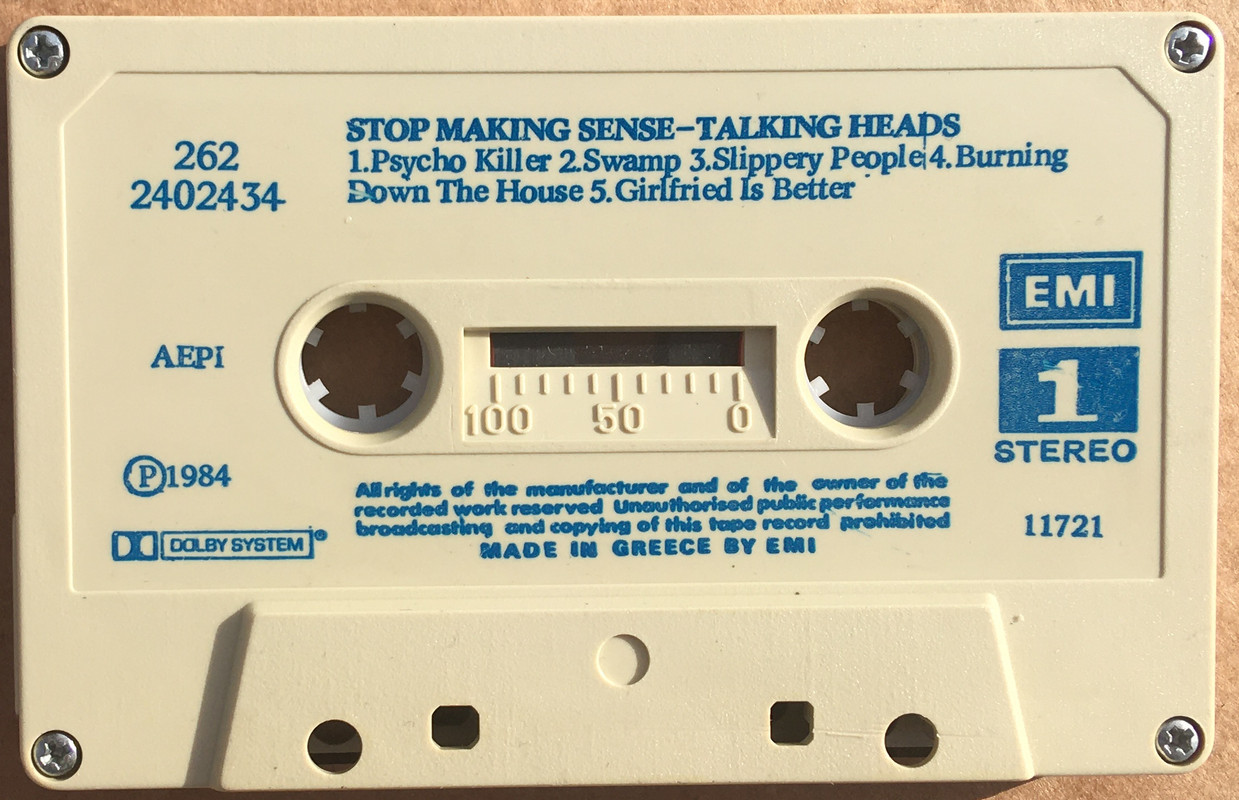 STOP MAKING SENSE–TALKING HEADS
1.Psycho Killer 2.Swamp 3.Slippery People 4.Burning
Down The House 5.Girlfried Is Better
262
2402434
EMI
AEPI
1
STEREO
100 50 0
Ⓟ1984
All rights of the manufacturer and of the owner of the
recorded work reserved Unauthorised public performance
broadcasting and copying of this tape record prohibited
MADE IN GREECE BY EMI
DOLBY SYSTEM®
11721